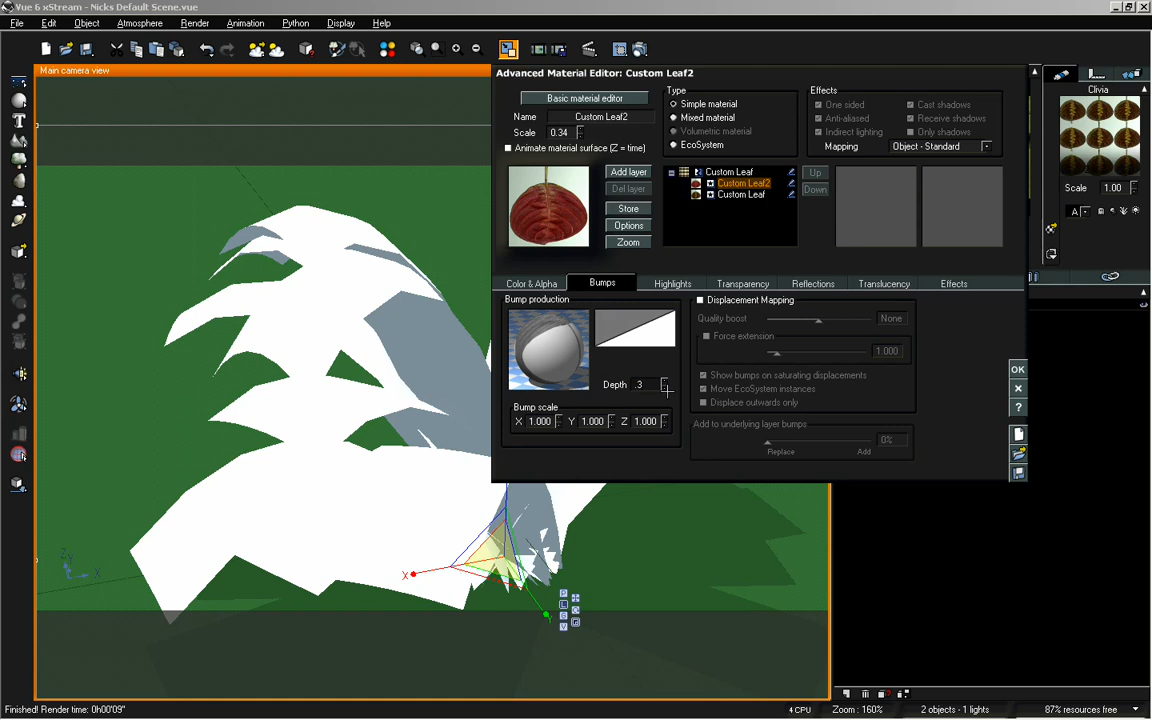 Vue 6 xStream - Nicks Default Scene.vue
File Edit Object Atmosphere Render Animation Python Display Help
Main camera view
Advanced Material Editor: Custom Leaf2
Basic material editor
Name Custom Leaf2
Scale 0.34
Animate material surface (Z = time)
Type
Simple material
Mixed material
Volumetric material
EcoSystem
Effects
One sided Cast shadows
Anti-aliased Receive shadows
Indirect lighting Only shadows
Mapping Object - Standard
Clivia
Scale 1.00
A
Add layer
Del layer
Store
Options
Zoom
Custom Leaf
Custom Leaf2
Custom Leaf
Up
Down
Color & Alpha Bumps Highlights Transparency Reflections Translucency Effects
Bump production
Depth .3
Bump scale
X 1.000 Y 1.000 Z 1.000
Displacement Mapping
Quality boost None
Force extension
1.000
Show bumps on saturating displacements
Move EcoSystem instances
Displace outwards only
Add to underlying layer bumps
0%
Replace Add
OK
?
X
Y
Z Y X
P
L
G
V
Finished! Render time: 0h00'09"
4 CPU Zoom : 160% 2 objects - 1 lights 87% resources free